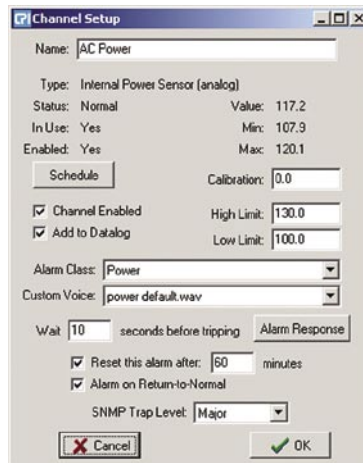 CPI Channel Setup
Name: AC Power
Type: Internal Power Sensor (analog)
Status: Normal Value: 117.2
In Use: Yes Min: 107.9
Enabled: Yes Max: 120.1
Schedule Calibration: 0.0
Channel Enabled High Limit: 130.0
Add to Datalog Low Limit: 100.0
Alarm Class: Power
Custom Voice: power default.wav
Wait 10 seconds before tripping Alarm Response
Reset this alarm after: 60 minutes
Alarm on Return-to-Normal
SNMP Trap Level: Major
Cancel OK